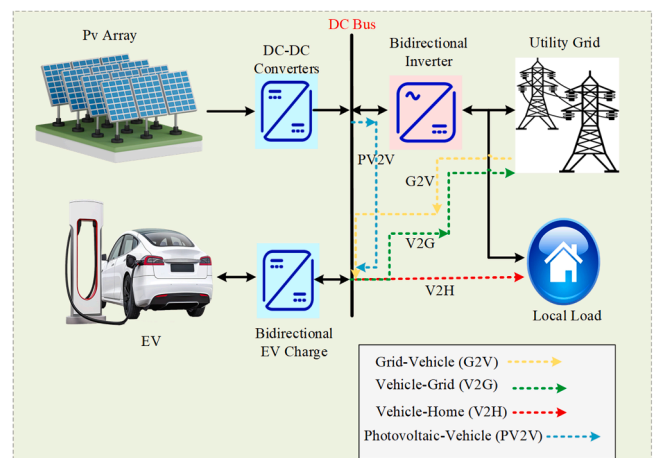 DC Bus
Pv Array
DC-DC
Converters
Bidirectional
Inverter
Utility Grid
PV2V
G2V
V2G
V2H
EV
Bidirectional
EV Charge
Local Load
Grid-Vehicle (G2V)
Vehicle-Grid (V2G)
Vehicle-Home (V2H)
Photovoltaic-Vehicle (PV2V)